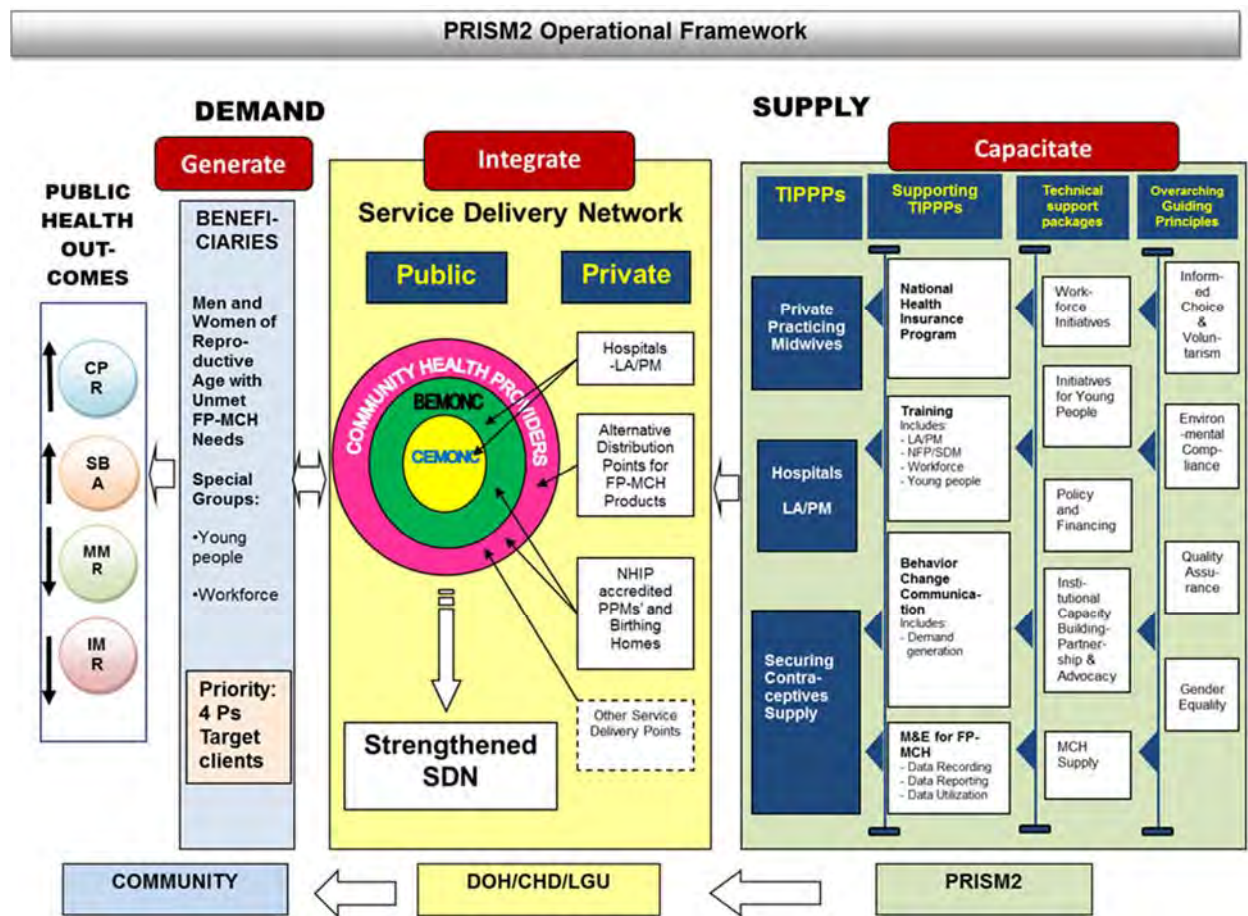 PRISM2 Operational Framework
DEMAND
SUPPLY
Generate
Integrate
Capacitate
PUBLIC
HEALTH
OUT-
COMES
CP
R
SB
A
MM
R
IM
R
BENEFI-
CIARIES
Men and
Women of
Repro-
ductive
Age with
Unmet
FP-MCH
Needs
Special
Groups:
•Young
people
•Workforce
Priority:
4 Ps
Target
clients
Service Delivery Network
Public
Private
COMMUNITY HEALTH PROVIDERS
BEMONC
CEMONC
Hospitals
-LA/PM
Alternative
Distribution
Points for
FP-MCH
Products
NHIP
accredited
PPMs' and
Birthing
Homes
Other Service
Delivery Points
Strengthened
SDN
TIPPPs
Private
Practicing
Midwives
Hospitals
LA/PM
Securing
Contra-
ceptives
Supply
Supporting
TIPPPs
National
Health
Insurance
Program
Training
Includes:
- LA/PM
- NFP/SDM
- Workforce
- Young people
Behavior
Change
Communica-
tion
Includes:
- Demand
generation
M&E for FP-
MCH
- Data Recording
- Data Reporting
- Data Utilization
Technical
support
packages
Work-
force
Initiatives
Initiatives
for Young
People
Policy
and
Financing
Insti-
tutional
Capacity
Building-
Partner-
ship &
Advocacy
MCH
Supply
Overarching
Guiding
Principles
Inform-
ed
Choice
&
Volun-
tarism
Environ
-mental
Comp-
liance
Quality
Assu-
rance
Gender
Equality
COMMUNITY
DOH/CHD/LGU
PRISM2